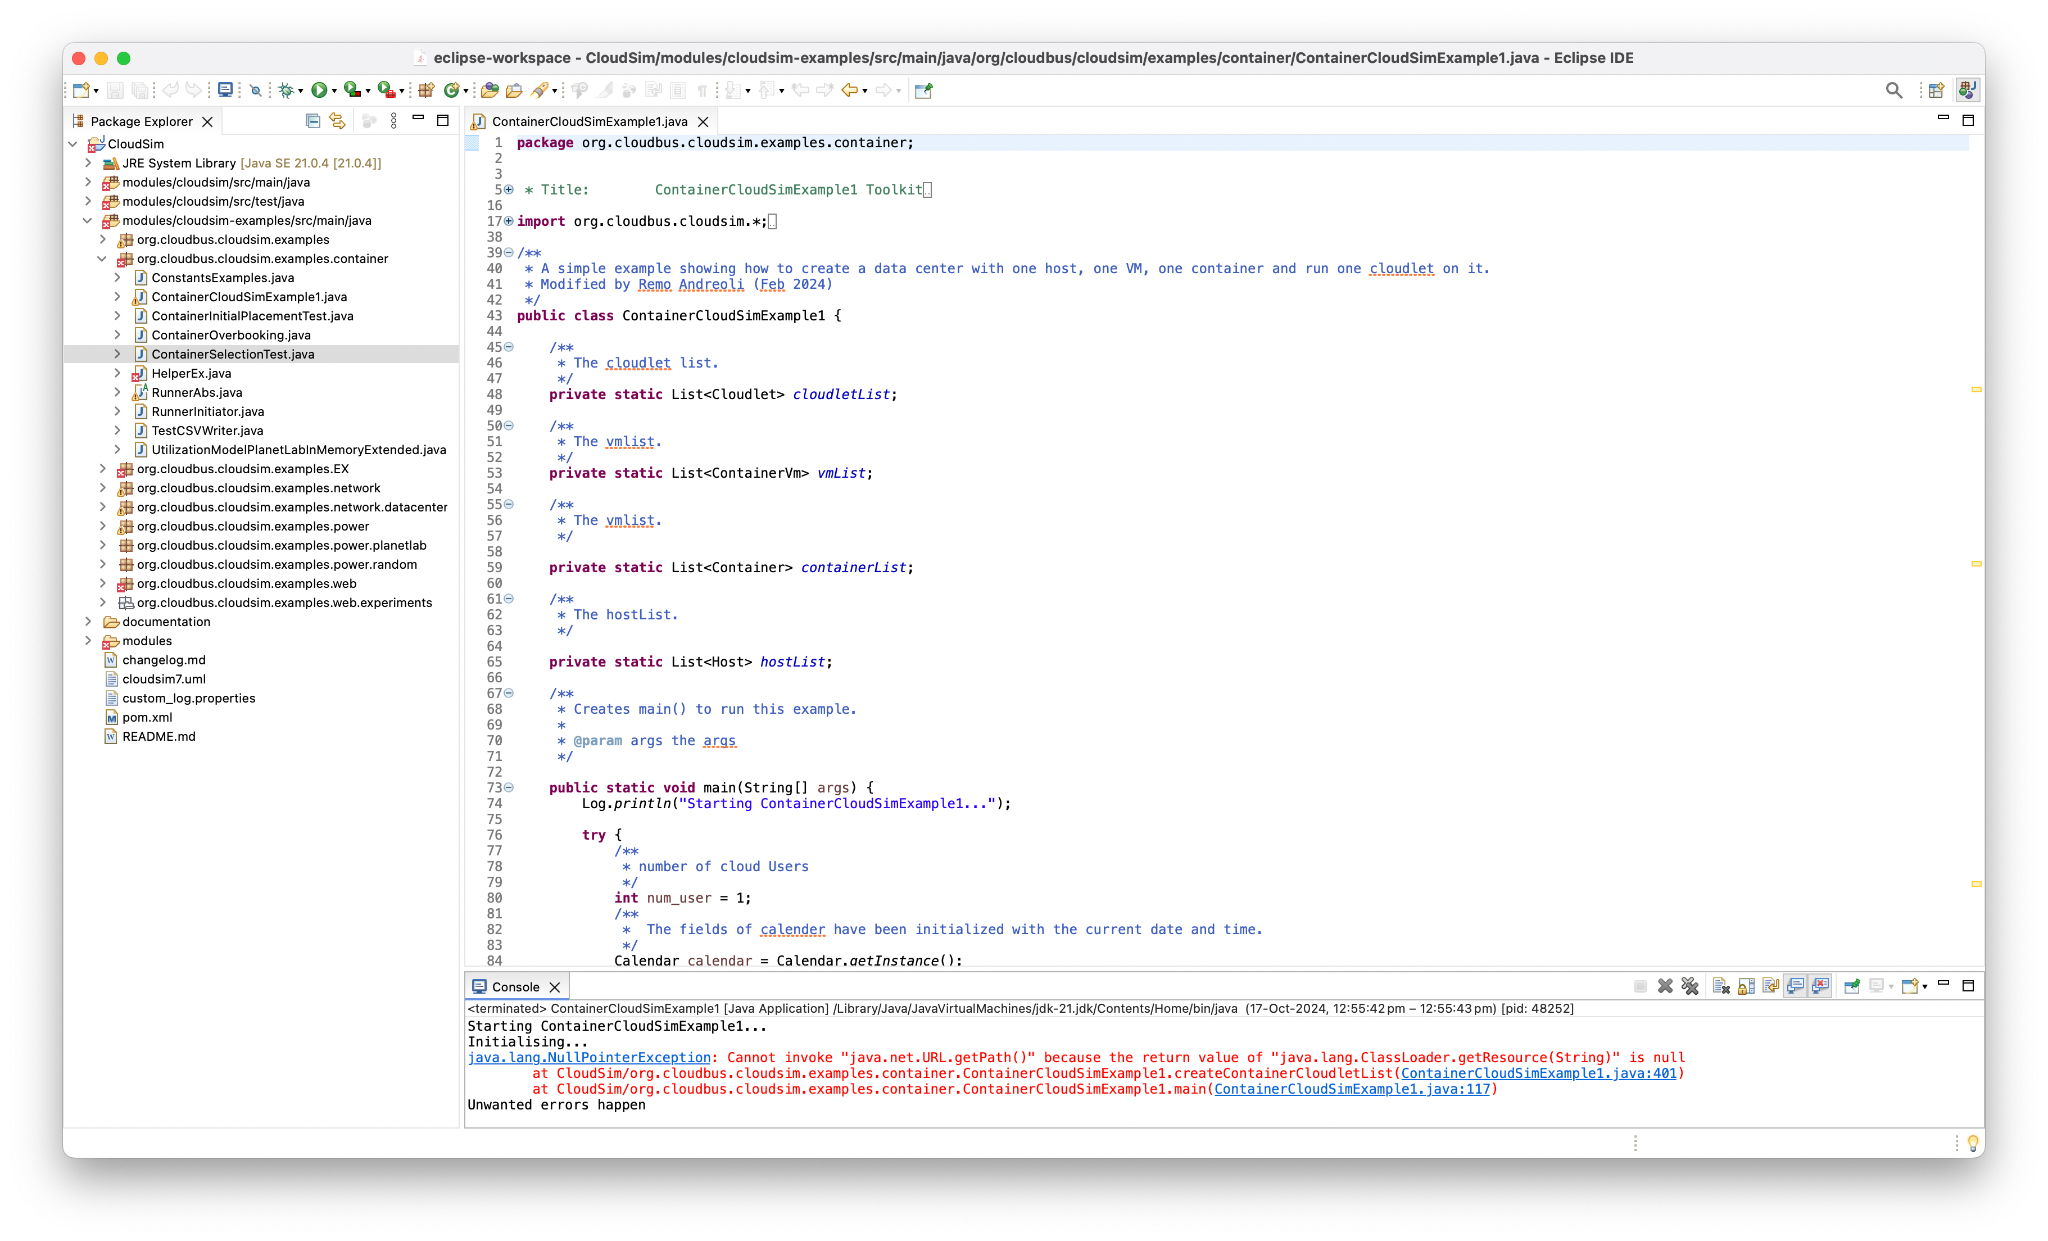 eclipse-workspace - CloudSim/modules/cloudsim-examples/src/main/java/org/cloudbus/cloudsim/examples/container/ContainerCloudSimExample1.java - Eclipse IDE
Package Explorer
CloudSim
JRE System Library [Java SE 21.0.4 [21.0.4]]
modules/cloudsim/src/main/java
modules/cloudsim/src/test/java
modules/cloudsim-examples/src/main/java
org.cloudbus.cloudsim.examples
org.cloudbus.cloudsim.examples.container
ConstantsExamples.java
ContainerCloudSimExample1.java
ContainerInitialPlacementTest.java
ContainerOverbooking.java
ContainerSelectionTest.java
HelperEx.java
RunnerAbs.java
RunnerInitiator.java
TestCSVWriter.java
UtilizationModelPlanetLabInMemoryExtended.java
org.cloudbus.cloudsim.examples.EX
org.cloudbus.cloudsim.examples.network
org.cloudbus.cloudsim.examples.network.datacenter
org.cloudbus.cloudsim.examples.power
org.cloudbus.cloudsim.examples.power.planetlab
org.cloudbus.cloudsim.examples.power.random
org.cloudbus.cloudsim.examples.web
org.cloudbus.cloudsim.examples.web.experiments
documentation
modules
changelog.md
cloudsim7.uml
custom_log.properties
pom.xml
README.md
ContainerCloudSimExample1.java
1 package org.cloudbus.cloudsim.examples.container;
2
3
5 * Title: ContainerCloudSimExample1 Toolkit
16
17 import org.cloudbus.cloudsim.*;
38
39 /**
40 * A simple example showing how to create a data center with one host, one VM, one container and run one cloudlet on it.
41 * Modified by Remo Andreoli (Feb 2024)
42 */
43 public class ContainerCloudSimExample1 {
44
45 /**
46 * The cloudlet list.
47 */
48 private static List<Cloudlet> cloudletList;
49
50 /**
51 * The vmlist.
52 */
53 private static List<ContainerVm> vmList;
54
55 /**
56 * The vmlist.
57 */
58
59 private static List<Container> containerList;
60
61 /**
62 * The hostList.
63 */
64
65 private static List<Host> hostList;
66
67 /**
68 * Creates main() to run this example.
69 *
70 * @param args the args
71 */
72
73 public static void main(String[] args) {
74 Log.println("Starting ContainerCloudSimExample1...");
75
76 try {
77 /**
78 * number of cloud Users
79 */
80 int num_user = 1;
81 /**
82 * The fields of calender have been initialized with the current date and time.
83 */
84 Calendar calendar = Calendar.getInstance();
Console
<terminated> ContainerCloudSimExample1 [Java Application] /Library/Java/JavaVirtualMachines/jdk-21.jdk/Contents/Home/bin/java (17-Oct-2024, 12:55:42 pm – 12:55:43 pm) [pid: 48252]
Starting ContainerCloudSimExample1...
Initialising...
java.lang.NullPointerException: Cannot invoke "java.net.URL.getPath()" because the return value of "java.lang.ClassLoader.getResource(String)" is null
at CloudSim/org.cloudbus.cloudsim.examples.container.ContainerCloudSimExample1.createContainerCloudletList(ContainerCloudSimExample1.java:401)
at CloudSim/org.cloudbus.cloudsim.examples.container.ContainerCloudSimExample1.main(ContainerCloudSimExample1.java:117)
Unwanted errors happen